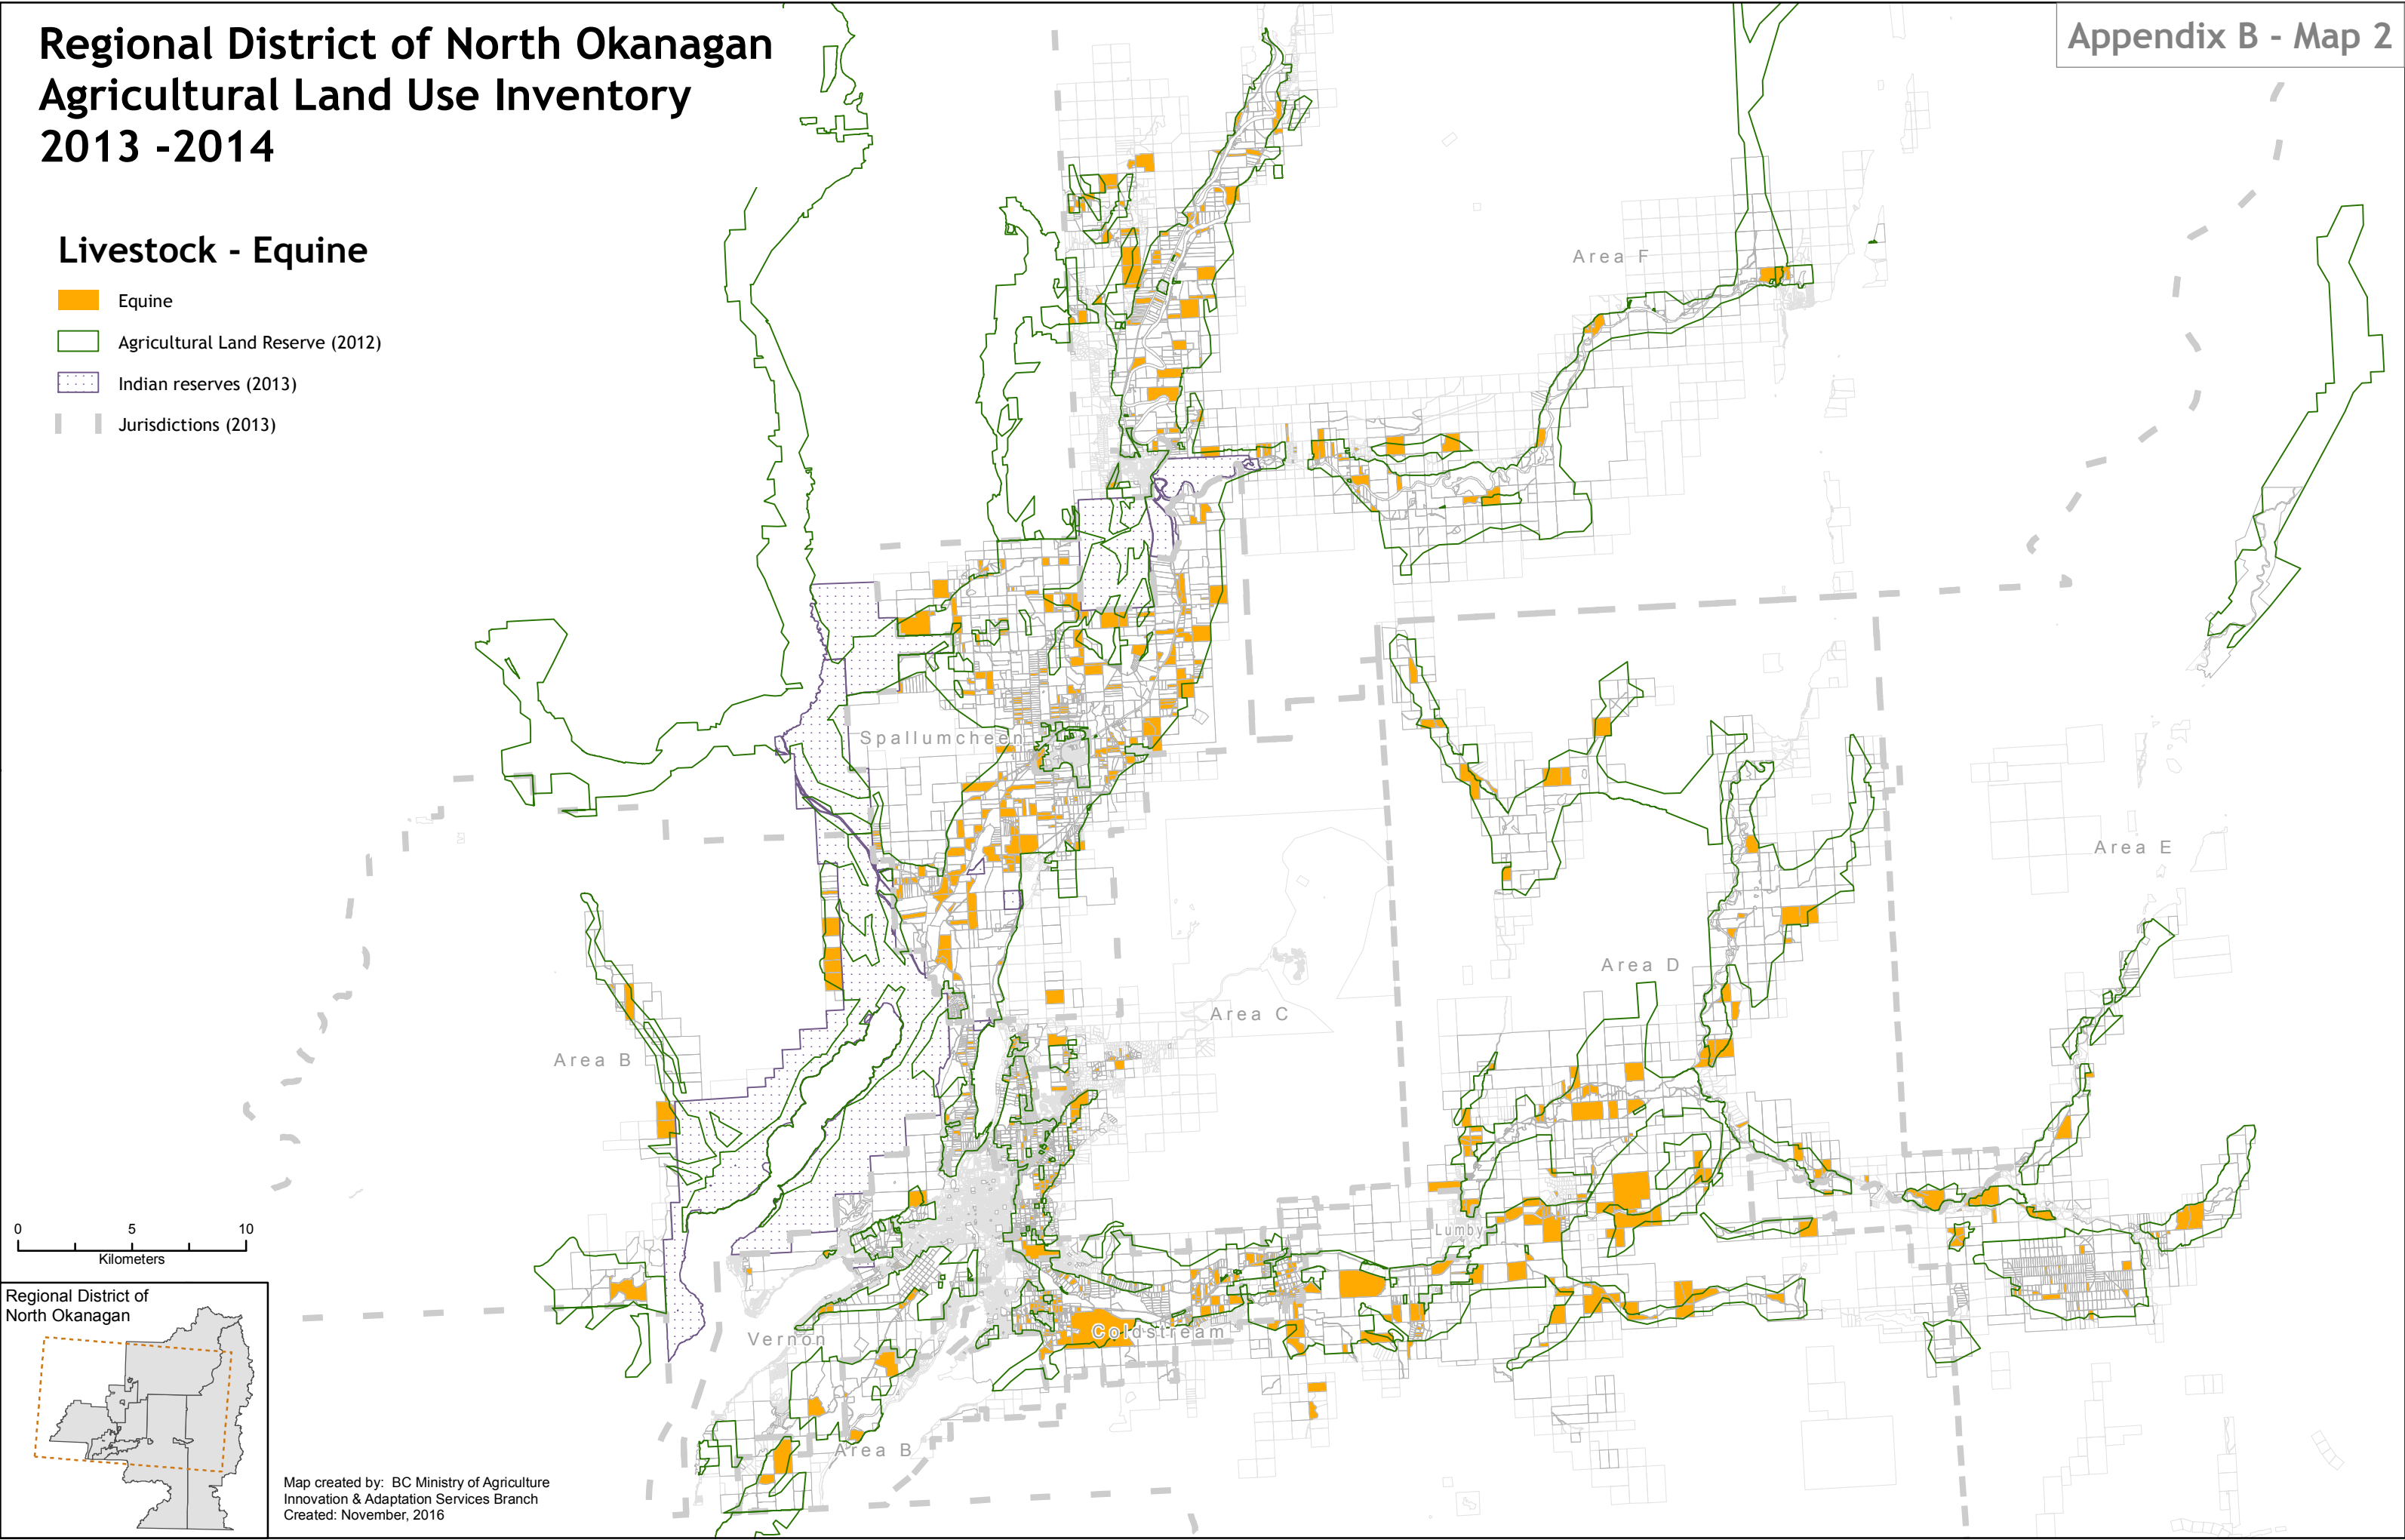 Regional District of North Okanagan
Agricultural Land Use Inventory
2013 -2014
Appendix B - Map 2
Livestock - Equine
Equine
Agricultural Land Reserve (2012)
Indian reserves (2013)
Jurisdictions (2013)
Area F
Spallumcheen
Area E
Area D
Area C
Area B
Lumby
Coldstream
Vernon
Area B
0 5 10
Kilometers
Regional District of
North Okanagan
Map created by: BC Ministry of Agriculture
Innovation & Adaptation Services Branch
Created: November, 2016